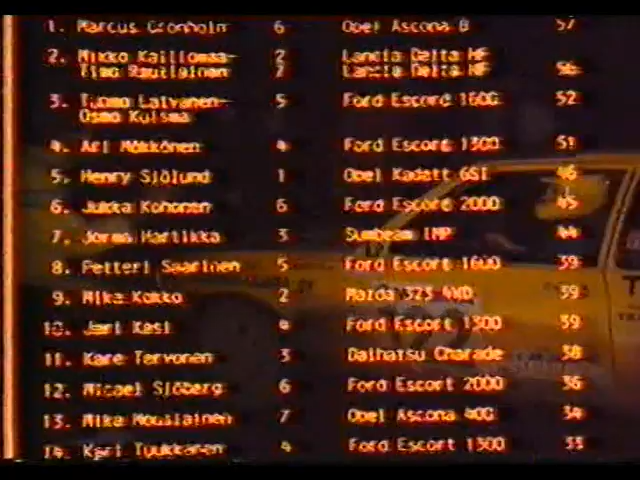 1. Marcus Cronholm 6 Opel Ascona B 57
2. Mikko Kalliomaa- 2 Lancia Delta HF
Timo Rautiainen 2 Lancia Delta HF 56
3. Tuomo Laivanen- 5 Ford Escord 1600 52
Osmo Kuisma
4. Ari Mökkönen 4 Ford Escort 1300 51
5. Henry Sjölund 1 Opel Kadett GSI 46
6. Jukka Kohonen 6 Ford Escort 2000 45
7. Jorma Hartikka 3 Sunbeam IMP 44
8. Petteri Saarinen 5 Ford Escort 1600 39
9. Mika Kokko 2 Mazda 323 4WD 39
10. Jari Kasi 4 Ford Escort 1300 39
11. Kare Tervonen 3 Daihatsu Charade 38
12. Micael Sjöberg 6 Ford Escort 2000 36
13. Mika Mousiainen 7 Opel Ascona 400 34
14. Kari Tuukkanen 4 Ford Escort 1300 33